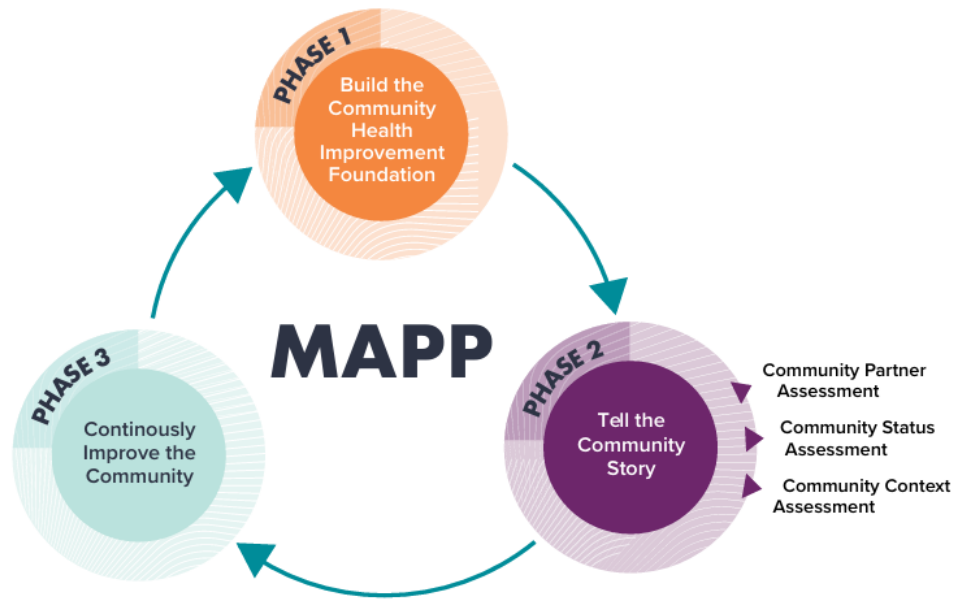 PHASE 1
Build the
Community
Health
Improvement
Foundation
MAPP
PHASE 2
Tell the
Community
Story
Community Partner
Assessment
Community Status
Assessment
Community Context
Assessment
PHASE 3
Continously
Improve the
Community